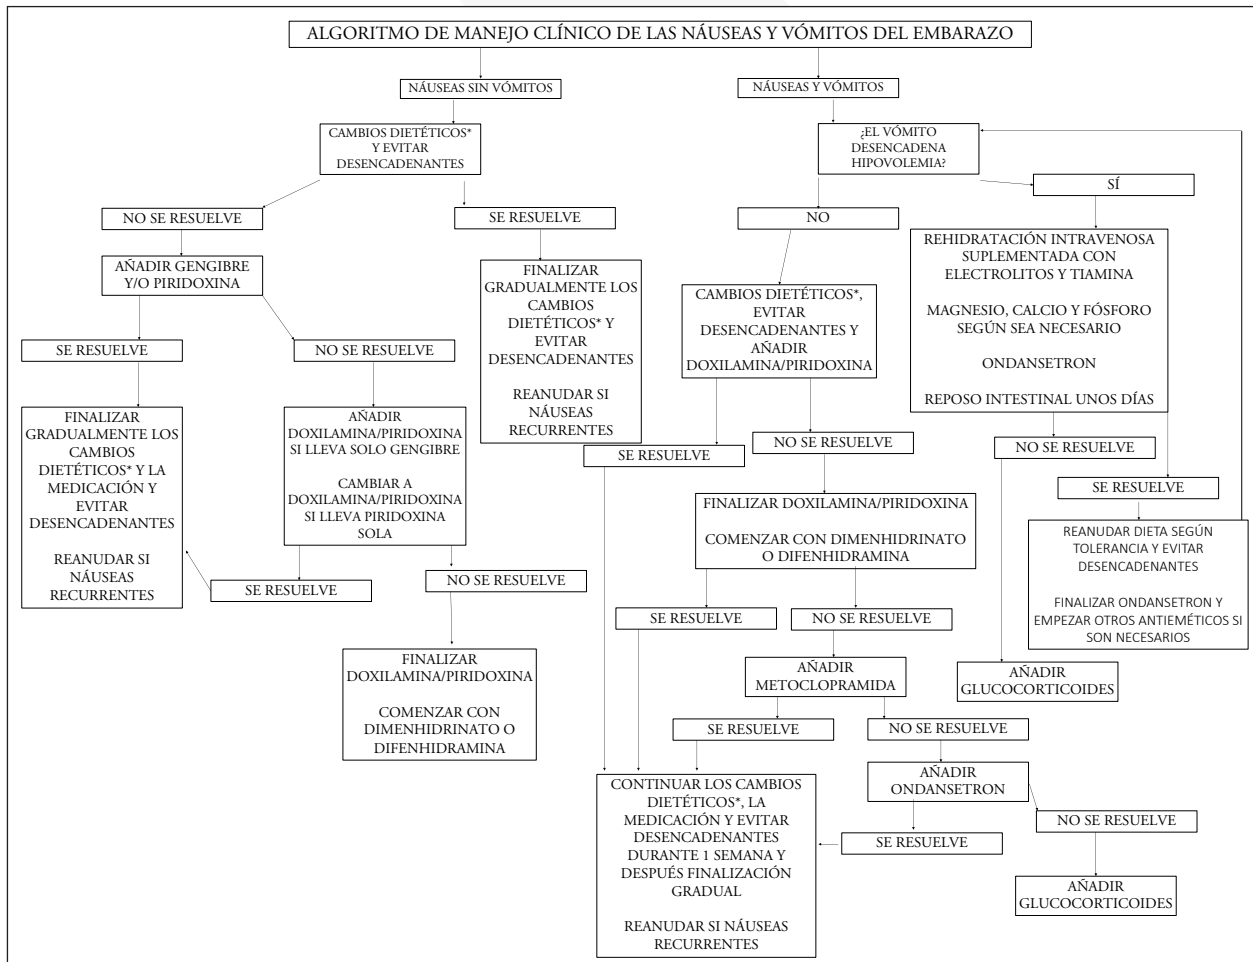 ALGORITMO DE MANEJO CLÍNICO DE LAS NÁUSEAS Y VÓMITOS DEL EMBARAZO
NÁUSEAS SIN VÓMITOS
CAMBIOS DIETÉTICOS*
Y EVITAR
DESENCADENANTES
NO SE RESUELVE
SE RESUELVE
AÑADIR GENGIBRE
Y/O PIRIDOXINA
FINALIZAR
GRADUALMENTE LOS
CAMBIOS
DIETÉTICOS* Y
EVITAR
DESENCADENANTES
REANUDAR SI
NÁUSEAS
RECURRENTES
SE RESUELVE
NO SE RESUELVE
FINALIZAR
GRADUALMENTE LOS
CAMBIOS
DIETÉTICOS* Y LA
MEDICACIÓN Y
EVITAR
DESENCADENANTES
REANUDAR SI
NÁUSEAS
RECURRENTES
AÑADIR
DOXILAMINA/PIRIDOXINA
SI LLEVA SOLO GENGIBRE
CAMBIAR A
DOXILAMINA/PIRIDOXINA
SI LLEVA PIRIDOXINA
SOLA
SE RESUELVE
NO SE RESUELVE
FINALIZAR
DOXILAMINA/PIRIDOXINA
COMENZAR CON
DIMENHIDRINATO O
DIFENHIDRAMINA
NÁUSEAS Y VÓMITOS
¿EL VÓMITO
DESENCADENA
HIPOVOLEMIA?
NO
SÍ
CAMBIOS DIETÉTICOS*,
EVITAR
DESENCADENANTES Y
AÑADIR
DOXILAMINA/PIRIDOXINA
SE RESUELVE
NO SE RESUELVE
FINALIZAR DOXILAMINA/PIRIDOXINA
COMENZAR CON DIMENHIDRINATO
O DIFENHIDRAMINA
SE RESUELVE
NO SE RESUELVE
AÑADIR
METOCLOPRAMIDA
SE RESUELVE
NO SE RESUELVE
AÑADIR
ONDANSETRON
SE RESUELVE
NO SE RESUELVE
CONTINUAR LOS CAMBIOS
DIETÉTICOS*, LA
MEDICACIÓN Y EVITAR
DESENCADENANTES
DURANTE 1 SEMANA Y
DESPUÉS FINALIZACIÓN
GRADUAL
REANUDAR SI NÁUSEAS
RECURRENTES
AÑADIR
GLUCOCORTICOIDES
REHIDRATACIÓN INTRAVENOSA
SUPLEMENTADA CON
ELECTROLITOS Y TIAMINA
MAGNESIO, CALCIO Y FÓSFORO
SEGÚN SEA NECESARIO
ONDANSETRON
REPOSO INTESTINAL UNOS DÍAS
NO SE RESUELVE
SE RESUELVE
REANUDAR DIETA SEGÚN
TOLERANCIA Y EVITAR
DESENCADENANTES
FINALIZAR ONDANSETRON Y
EMPEZAR OTROS ANTIEMÉTICOS SI
SON NECESARIOS
AÑADIR
GLUCOCORTICOIDES